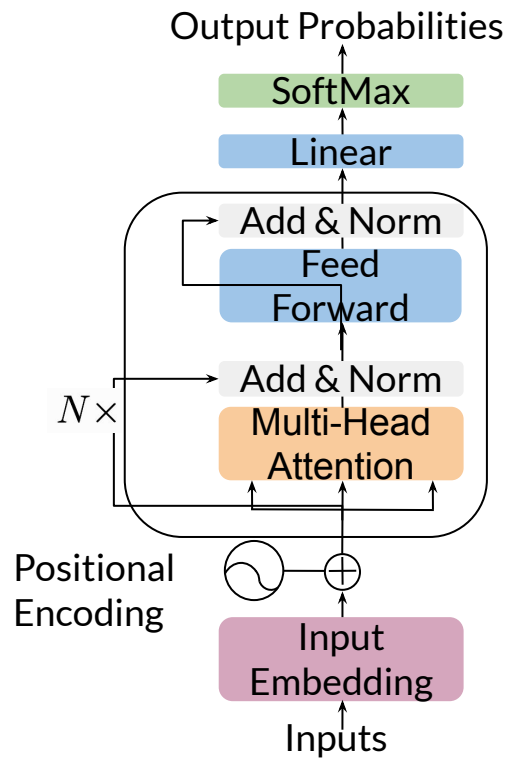 Output Probabilities
SoftMax
Linear
Add & Norm
Feed
Forward
Add & Norm
N×
Multi-Head
Attention
Positional
Encoding
Input
Embedding
Inputs